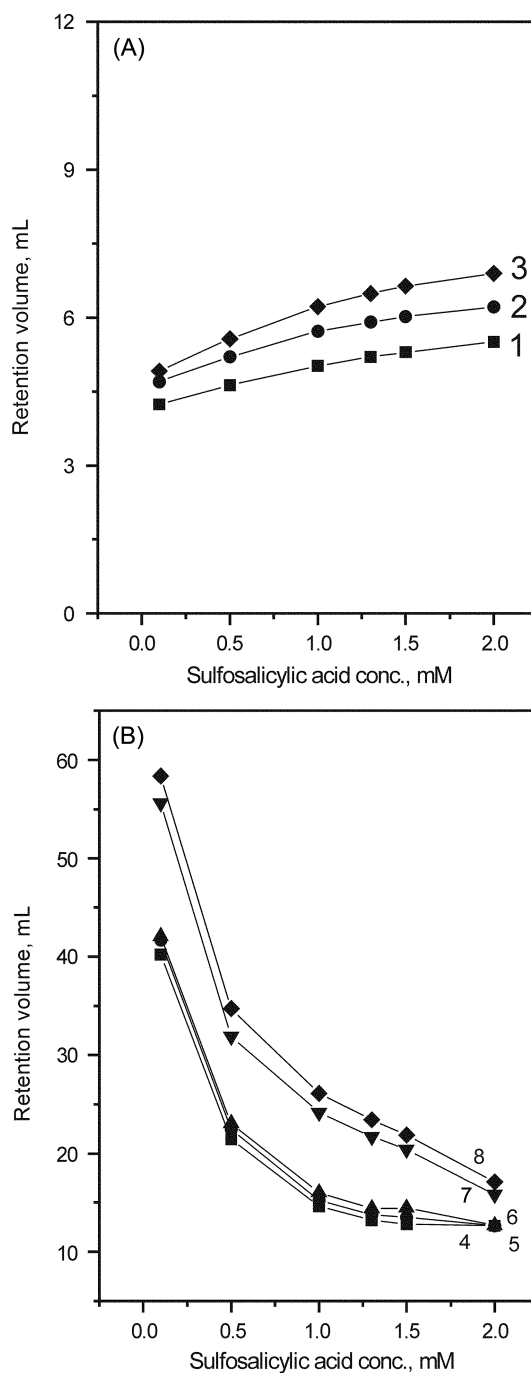 (A)
12
9
6
3
0
Retention volume, mL
3
2
1
0.0 0.5 1.0 1.5 2.0
Sulfosalicylic acid conc., mM
(B)
60
50
40
30
20
10
Retention volume, mL
8
7
6
4
5
0.0 0.5 1.0 1.5 2.0
Sulfosalicylic acid conc., mM